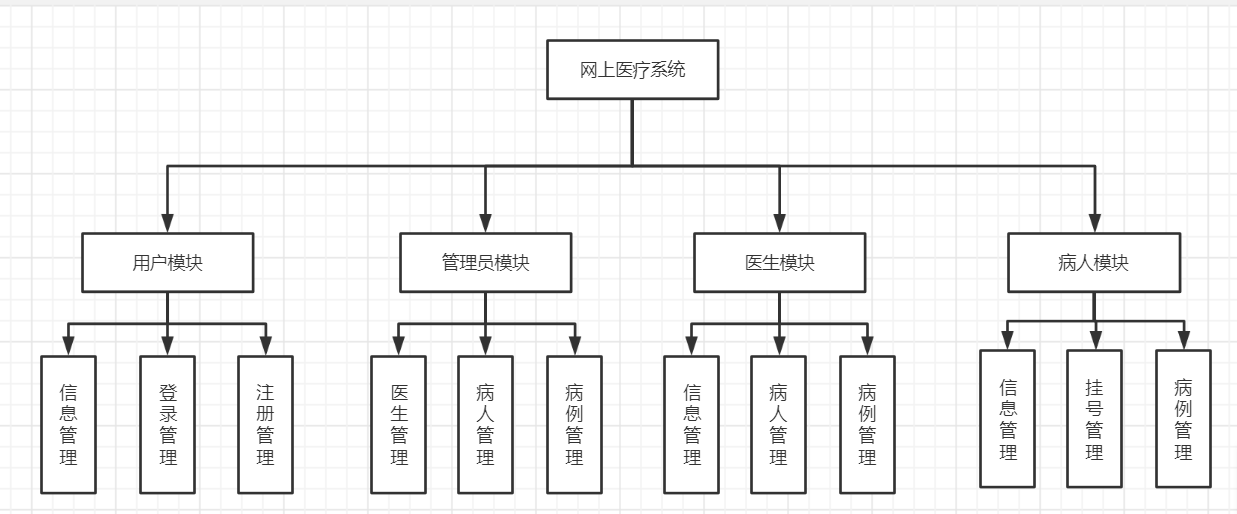 网上医疗系统
用户模块
管理员模块
医生模块
病人模块
信息管理
登录管理
注册管理
医生管理
病人管理
病例管理
信息管理
病人管理
病例管理
信息管理
挂号管理
病例管理